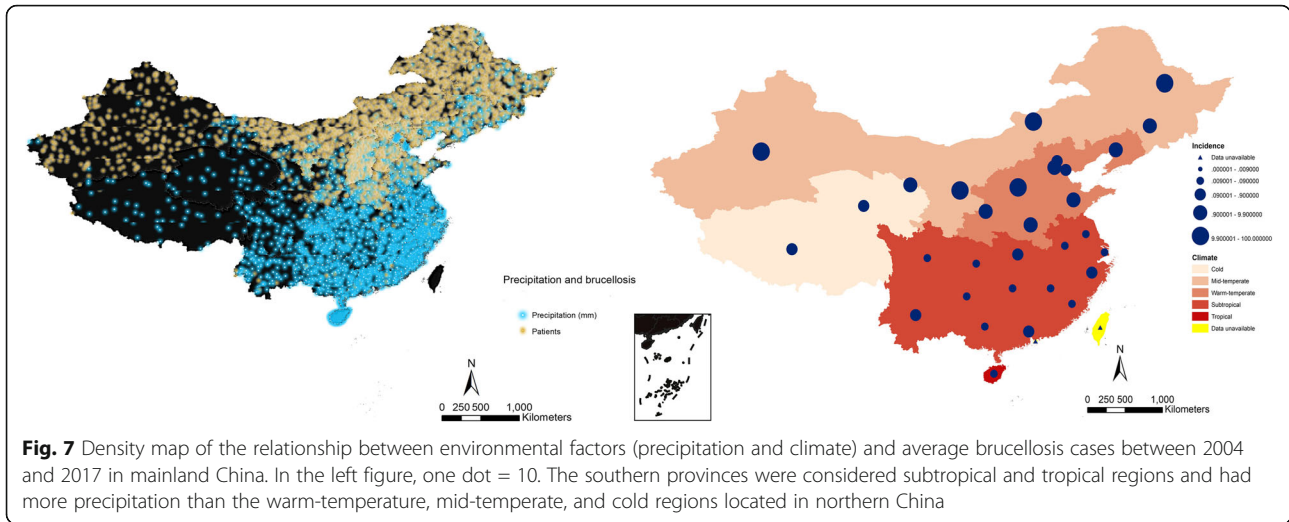 Precipitation and brucellosis
Precipitation (mm)
Patients
N
0 250 500 1,000
Kilometers
Incidence
Data unavailable
.000001 - .009000
.009001 - .090000
.090001 - .900000
.900001 - 9.900000
9.900001 - 100.000000
Climate
Cold
Mid-temperate
Warm-temperate
Subtropical
Tropical
Data unavailable
N
0 250 500 1,000
Kilometers
Fig. 7 Density map of the relationship between environmental factors (precipitation and climate) and average brucellosis cases between 2004
and 2017 in mainland China. In the left figure, one dot = 10. The southern provinces were considered subtropical and tropical regions and had
more precipitation than the warm-temperature, mid-temperate, and cold regions located in northern China